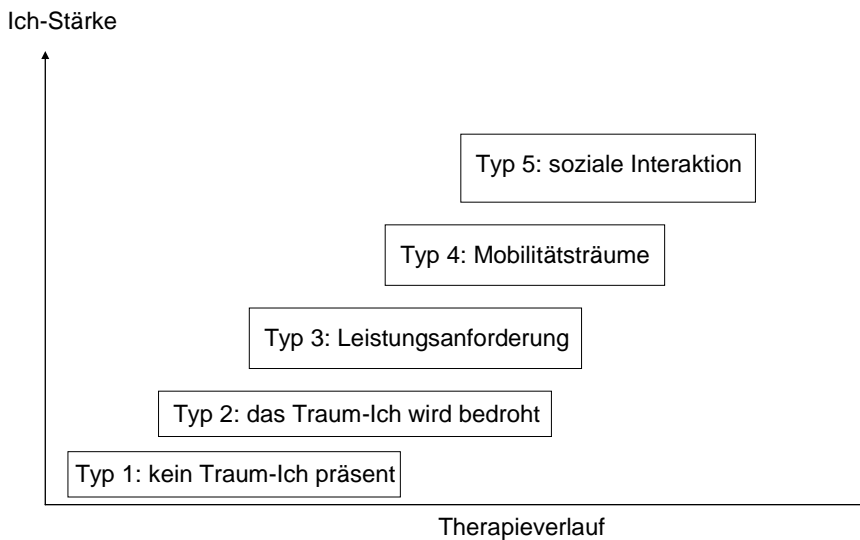 Ich-Stärke
Typ 5: soziale Interaktion
Typ 4: Mobilitätsträume
Typ 3: Leistungsanforderung
Typ 2: das Traum-Ich wird bedroht
Typ 1: kein Traum-Ich präsent
Therapieverlauf